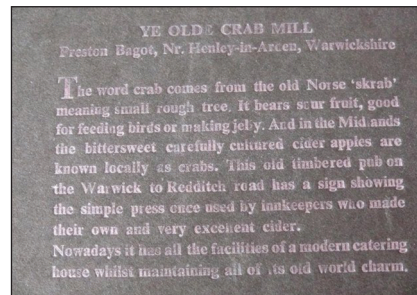 YE OLDE CRAB MILL
Preston Bagot, Nr. Henley-in-Arden, Warwickshire
The word crab comes from the old Norse 'skrab'
meaning small rough tree. It bears sour fruit, good
for feeding birds or making jelly. And in the Midlands
the bittersweet carefully cultured cider apples are
known locally as crabs. This old timbered pub on
the Warwick to Redditch road has a sign showing
the simple press once used by innkeepers who made
their own and very excellent cider.
Nowadays it has all the facilities of a modern catering
house whilst maintaining all of its old world charm.